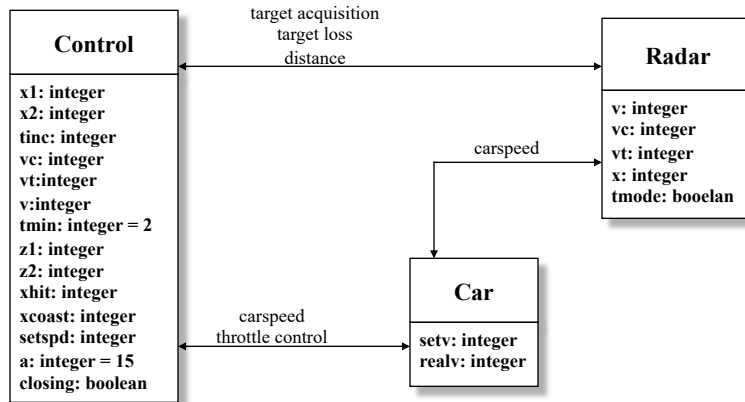 Control
x1: integer
x2: integer
tinc: integer
vc: integer
vt:integer
v:integer
tmin: integer = 2
z1: integer
z2: integer
xhit: integer
xcoast: integer
setspd: integer
a: integer = 15
closing: boolean
target acquisition
target loss
distance
Radar
v: integer
vc: integer
vt: integer
x: integer
tmode: booelan
carspeed
Car
setv: integer
realv: integer
carspeed
throttle control